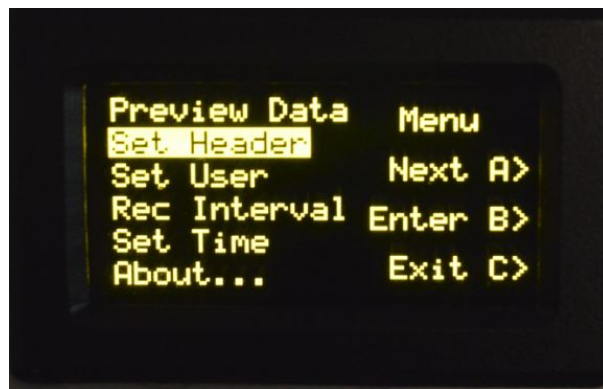 Preview Data
Set Header
Set User
Rec Interval
Set Time
About...
Menu
Next A>
Enter B>
Exit C>